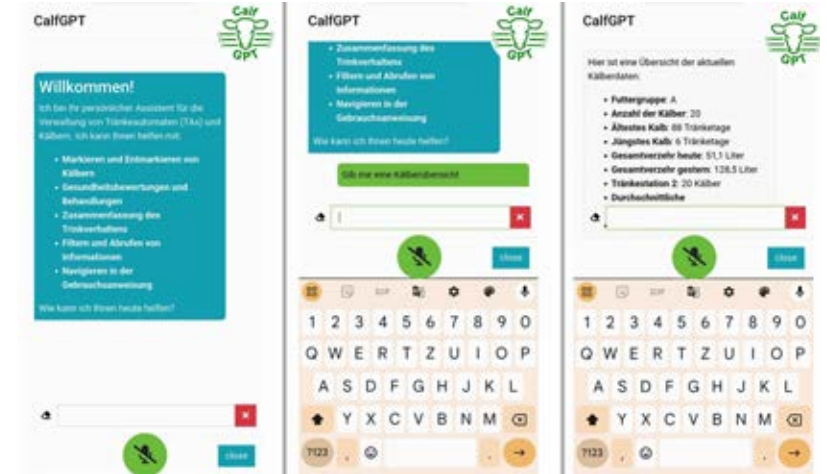 CalfGPT
Calf
GPT
Willkommen!
Ich bin Ihr persönlicher Assistent für die
Verwaltung von Tränkeautomaten (TAs) und
Kälbern. Ich kann Ihnen helfen mit:
• Markieren und Entmarkieren von
Kälbern
• Gesundheitsbewertungen und
Behandlungen
• Zusammenfassung des
Trinkverhaltens
• Filtern und Abrufen von
Informationen
• Navigieren in der
Gebrauchsanweisung
Wie kann ich Ihnen heute helfen?
close
CalfGPT
Calf
GPT
• Zusammenfassung des
Trinkverhaltens
• Filtern und Abrufen von
Informationen
• Navigieren in der
Gebrauchsanweisung
Wie kann ich Ihnen heute helfen?
Gib mir eine Kälberübersicht
close
GIF
1 2 3 4 5 6 7 8 9 0
Q W E R T Z U I O P
A S D F G H J K L
Y X C V B N M
?123 , .
CalfGPT
Calf
GPT
Hier ist eine Übersicht der aktuellen
Kälberdaten:
• Futtergruppe: A
• Anzahl der Kälber: 20
• Ältestes Kalb: 88 Tränketage
• Jüngstes Kalb: 6 Tränketage
• Gesamtverzehr heute: 51,1 Liter
• Gesamtverzehr gestern: 128,5 Liter
• Tränkestation 2: 20 Kälber
• Durchschnittliche
close
GIF
1 2 3 4 5 6 7 8 9 0
Q W E R T Z U I O P
A S D F G H J K L
Y X C V B N M
?123 , .